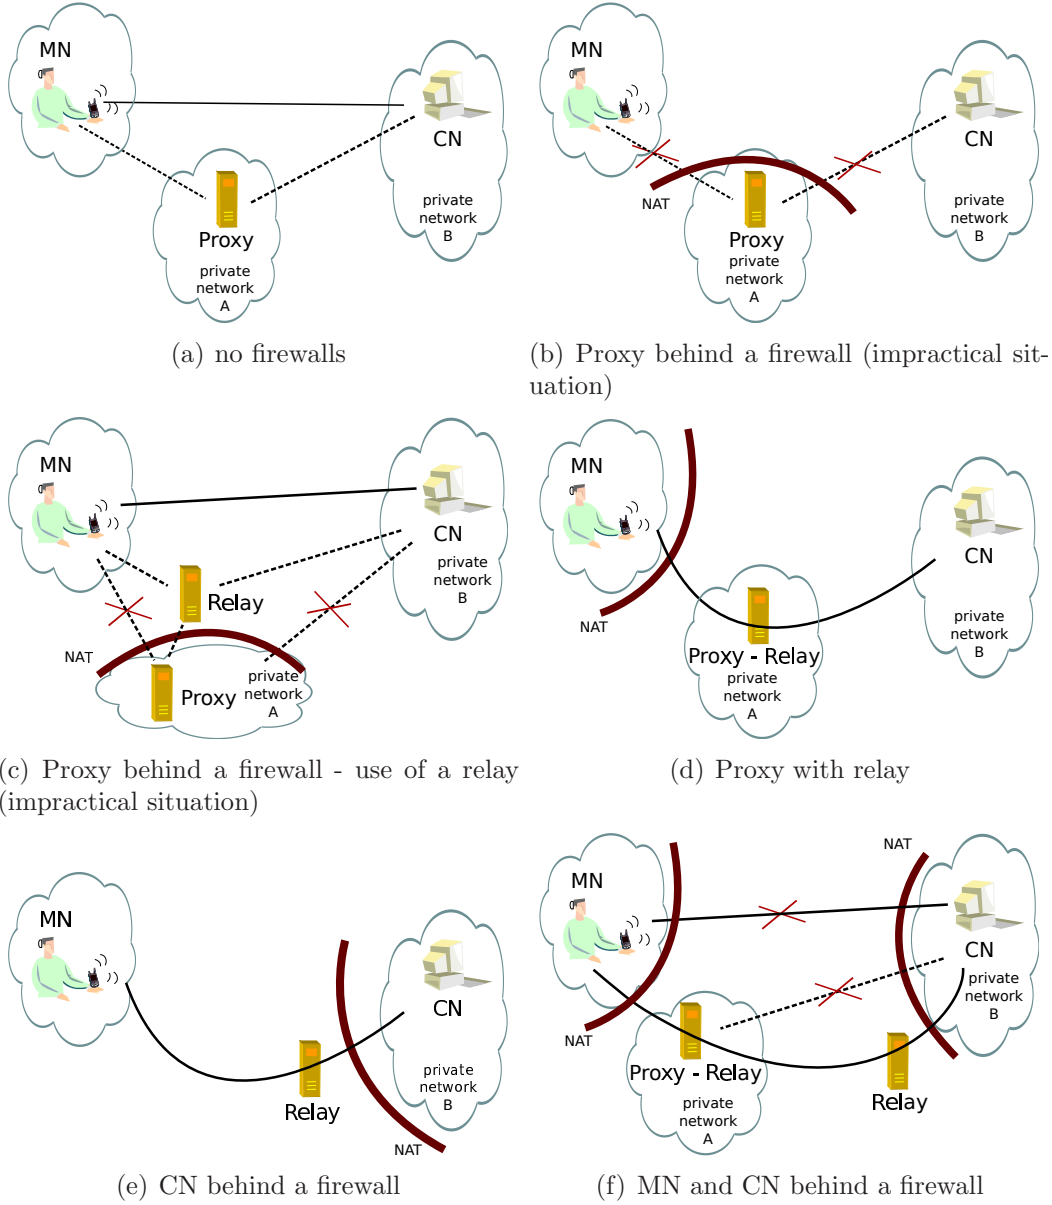 MN
CN
Proxy
private
network
A
private
network
B
(a) no firewalls
MN
CN
NAT
Proxy
private
network
A
private
network
B
(b) Proxy behind a firewall (impractical sit-
uation)
MN
CN
Relay
NAT
Proxy
private
network
A
private
network
B
(c) Proxy behind a firewall - use of a relay
(impractical situation)
MN
CN
NAT
Proxy - Relay
private
network
A
private
network
B
(d) Proxy with relay
MN
CN
Relay
private
network
B
NAT
(e) CN behind a firewall
NAT
MN
CN
private
network
B
NAT
Proxy - Relay
private
network
A
Relay
(f) MN and CN behind a firewall